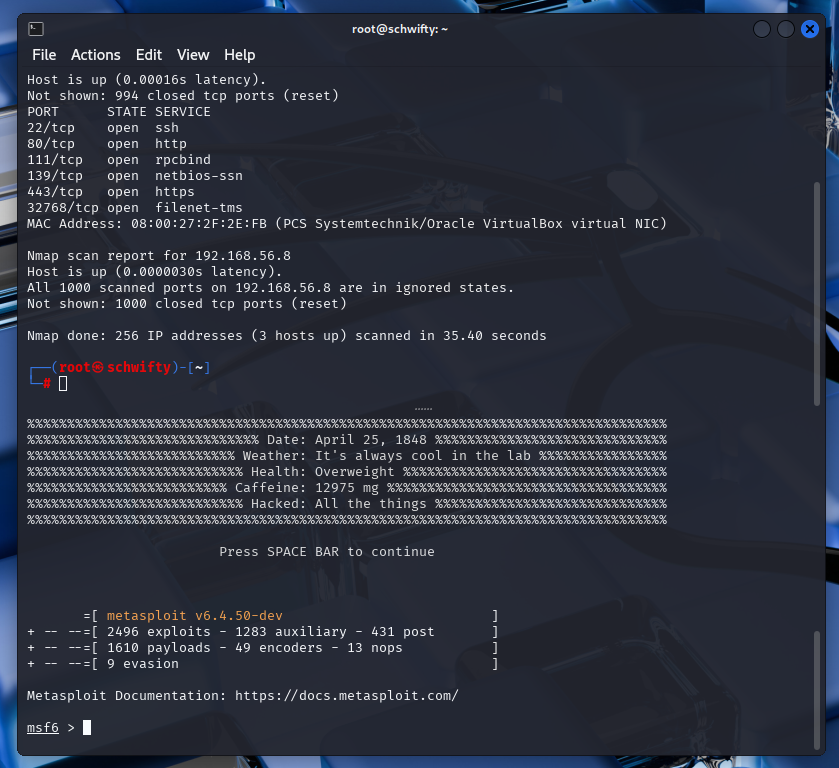 root@schwifty: ~
File Actions Edit View Help
Host is up (0.00016s latency).
Not shown: 994 closed tcp ports (reset)
PORT      STATE SERVICE
22/tcp    open  ssh
80/tcp    open  http
111/tcp   open  rpcbind
139/tcp   open  netbios-ssn
443/tcp   open  https
32768/tcp open  filenet-tms
MAC Address: 08:00:27:2F:2E:FB (PCS Systemtechnik/Oracle VirtualBox virtual NIC)
Nmap scan report for 192.168.56.8
Host is up (0.0000030s latency).
All 1000 scanned ports on 192.168.56.8 are in ignored states.
Not shown: 1000 closed tcp ports (reset)
Nmap done: 256 IP addresses (3 hosts up) scanned in 35.40 seconds
┌──(root㉿schwifty)-[~]
└─#
%%%%%%%%%%%%%%%%%%%%%%%%%%%%%%%%%%%%%%%%%%%%%%%%%%%%%%%%%%%%%%%%%%%%%%%%%%%%%%%%%%
%%%%%%%%%%%%%%%%%%%%%%%%%%%%% Date: April 25, 1848 %%%%%%%%%%%%%%%%%%%%%%%%%%%%%
%%%%%%%%%%%%%%%%%%%%%%%%%% Weather: It's always cool in the lab %%%%%%%%%%%%%%%%
%%%%%%%%%%%%%%%%%%%%%%%%%%% Health: Overweight %%%%%%%%%%%%%%%%%%%%%%%%%%%%%%%%%
%%%%%%%%%%%%%%%%%%%%%%%%% Caffeine: 12975 mg %%%%%%%%%%%%%%%%%%%%%%%%%%%%%%%%%%%
%%%%%%%%%%%%%%%%%%%%%%%%%%% Hacked: All the things %%%%%%%%%%%%%%%%%%%%%%%%%%%%%
%%%%%%%%%%%%%%%%%%%%%%%%%%%%%%%%%%%%%%%%%%%%%%%%%%%%%%%%%%%%%%%%%%%%%%%%%%%%%%%%%%
Press SPACE BAR to continue
=[ metasploit v6.4.50-dev                          ]
+ -- --=[ 2496 exploits - 1283 auxiliary - 431 post       ]
+ -- --=[ 1610 payloads - 49 encoders - 13 nops           ]
+ -- --=[ 9 evasion                                       ]
Metasploit Documentation: https://docs.metasploit.com/
msf6 >